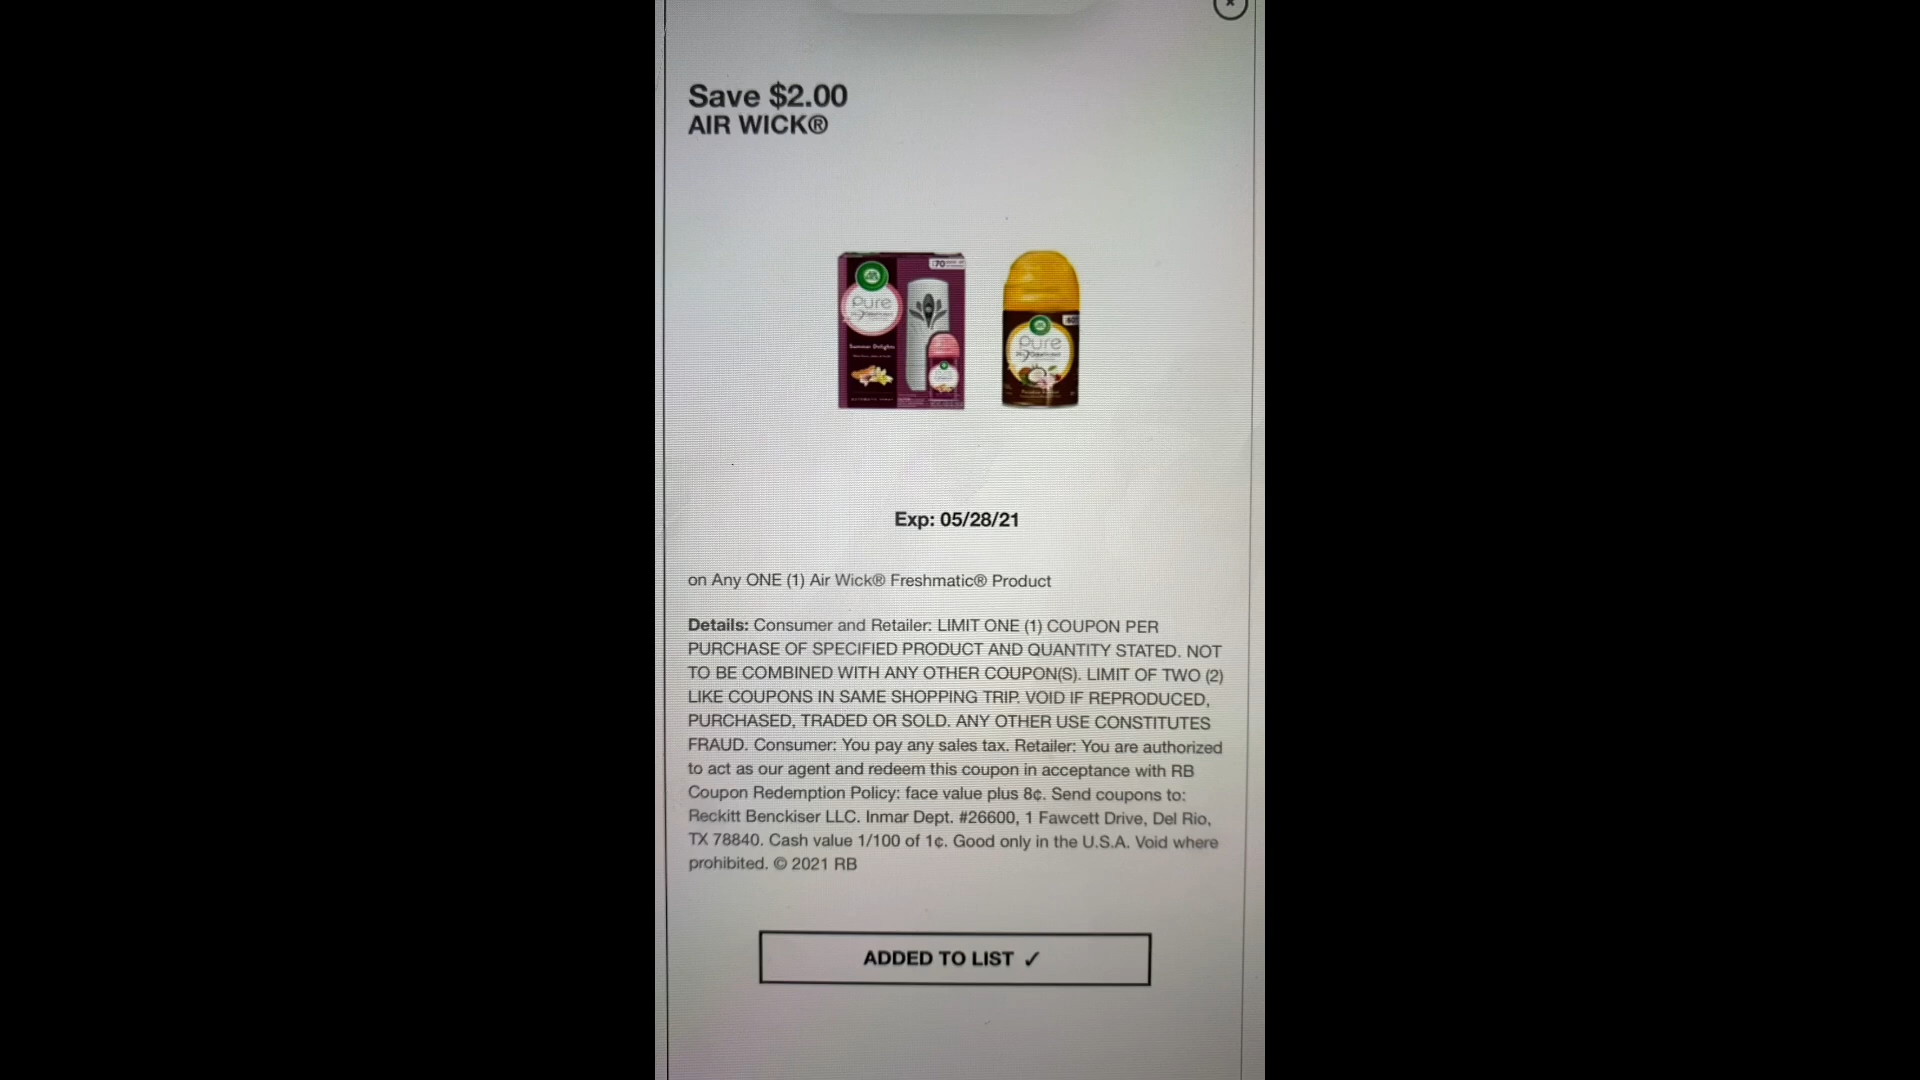 Save $2.00
AIR WICK®
Pure
Summer Delights
Pure
Exp: 05/28/21
on Any ONE (1) Air Wick® Freshmatic® Product
Details: Consumer and Retailer: LIMIT ONE (1) COUPON PER
PURCHASE OF SPECIFIED PRODUCT AND QUANTITY STATED. NOT
TO BE COMBINED WITH ANY OTHER COUPON(S). LIMIT OF TWO (2)
LIKE COUPONS IN SAME SHOPPING TRIP. VOID IF REPRODUCED,
PURCHASED, TRADED OR SOLD. ANY OTHER USE CONSTITUTES
FRAUD. Consumer: You pay any sales tax. Retailer: You are authorized
to act as our agent and redeem this coupon in acceptance with RB
Coupon Redemption Policy: face value plus 8¢. Send coupons to:
Reckitt Benckiser LLC. Inmar Dept. #26600, 1 Fawcett Drive, Del Rio,
TX 78840. Cash value 1/100 of 1¢. Good only in the U.S.A. Void where
prohibited. © 2021 RB
ADDED TO LIST ✓